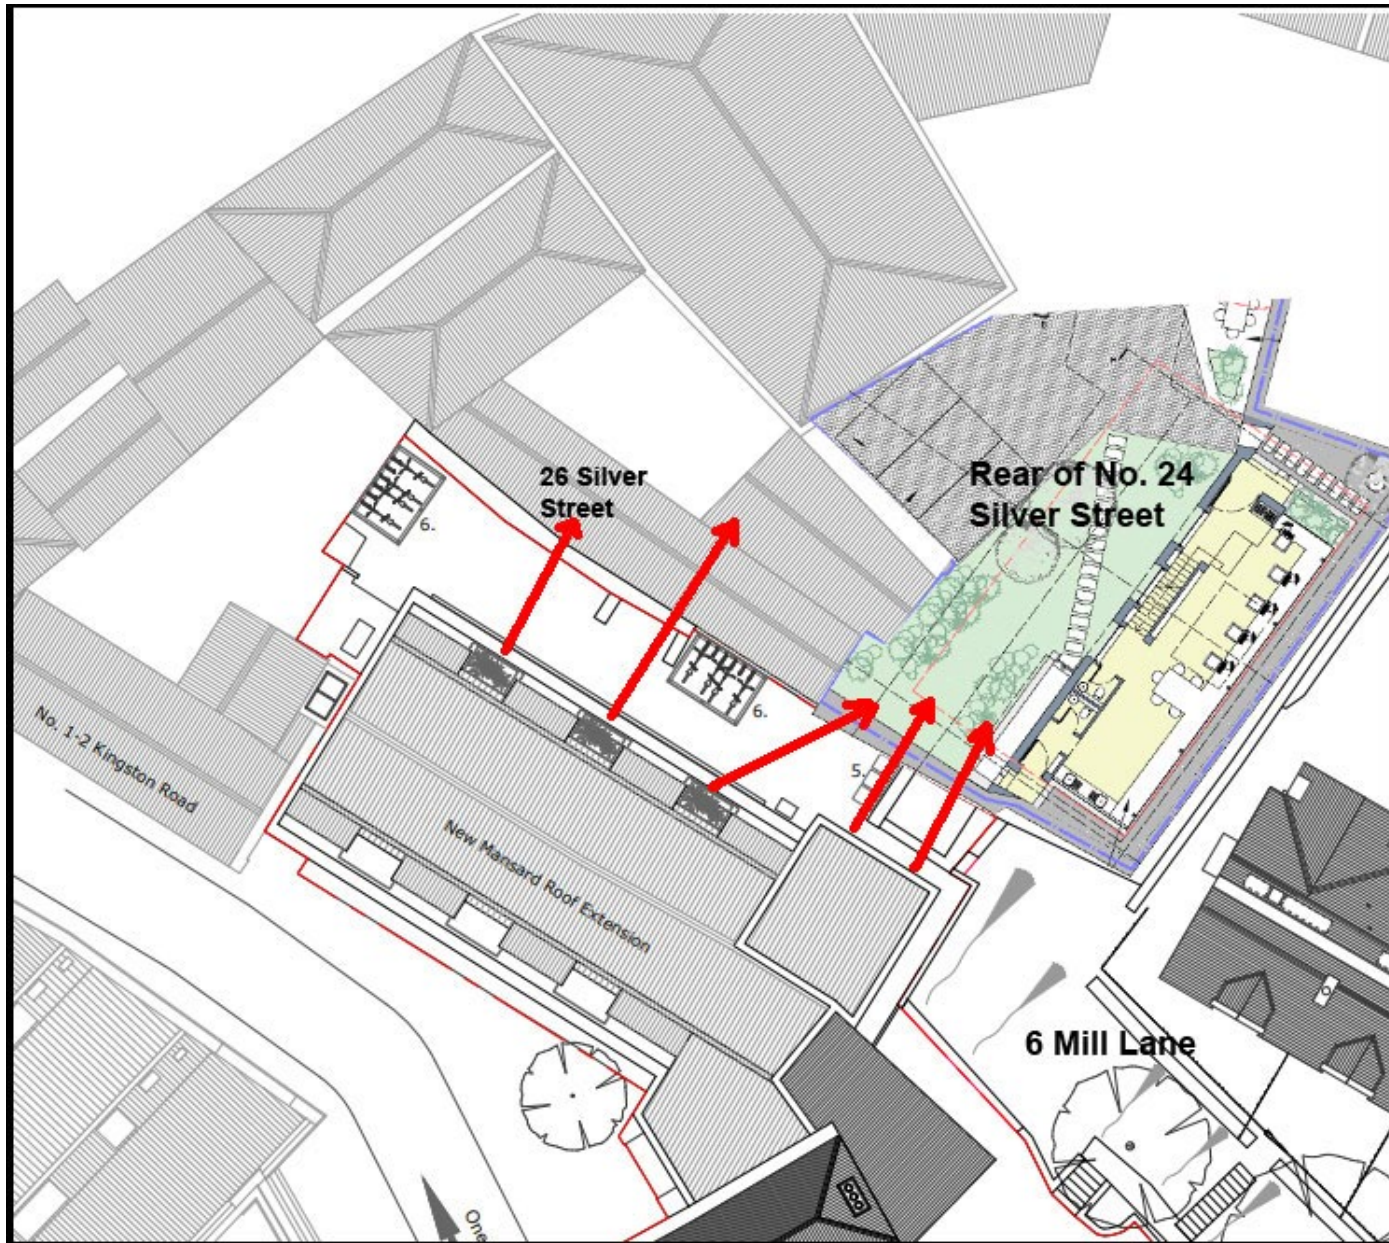 26 Silver
Street
Rear of No. 24
Silver Street
6.
6.
5.
No. 1-2 Kingston Road
New Mansard Roof Extension
6 Mill Lane
One